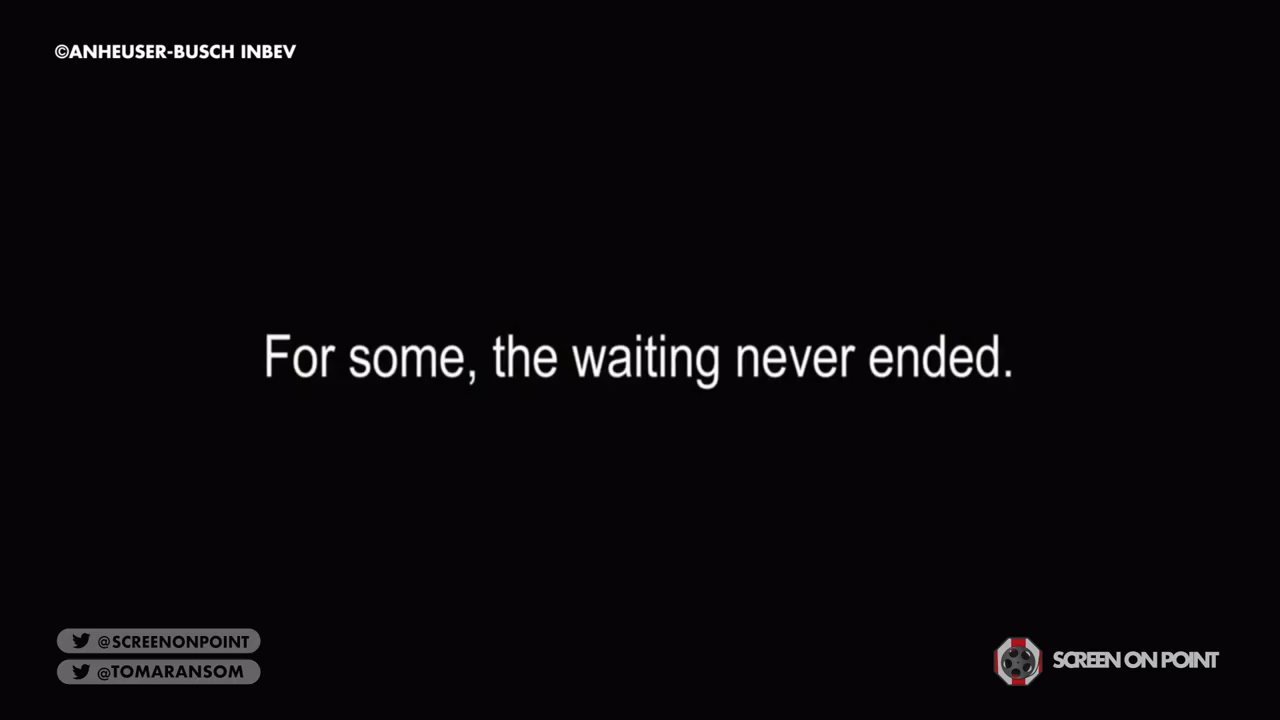 ©ANHEUSER-BUSCH INBEV
For some, the waiting never ended.
@SCREENONPOINT
@TOMARANSOM
SCREEN ON POINT